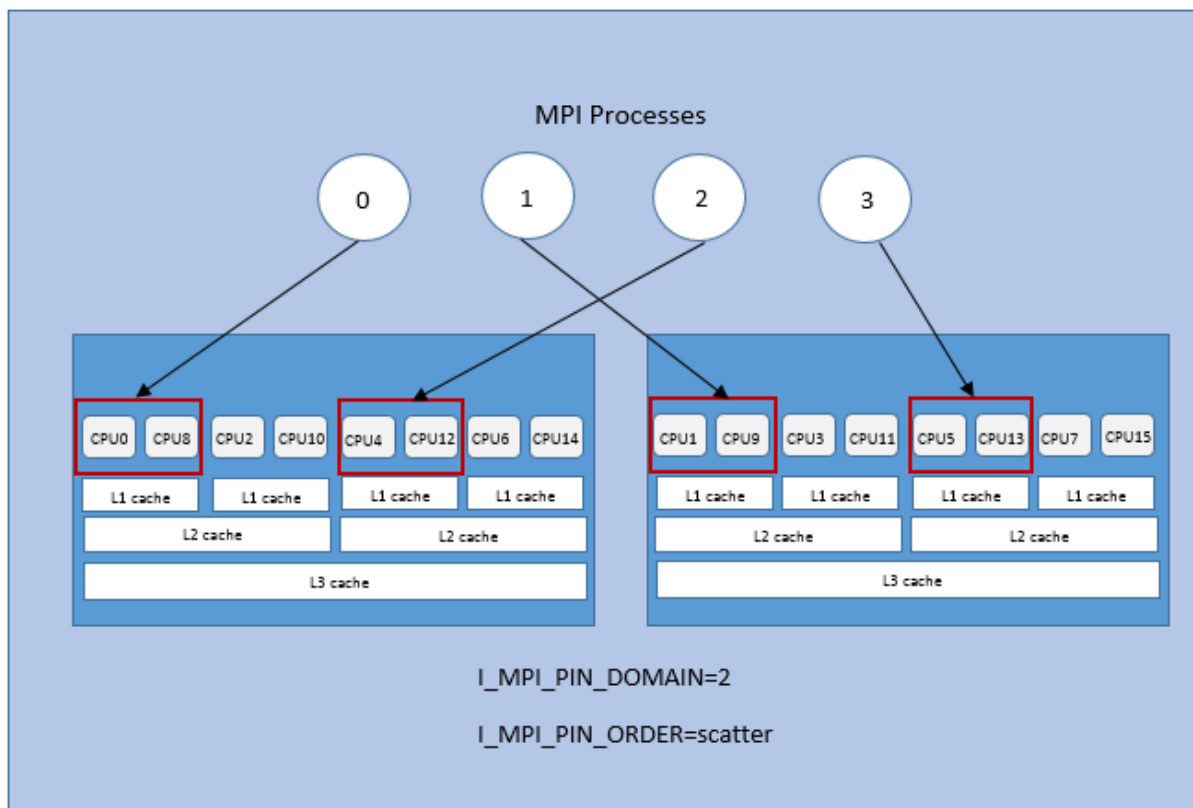 MPI Processes
0 1 2 3
CPU0 CPU8 CPU2 CPU10 CPU4 CPU12 CPU6 CPU14 CPU1 CPU9 CPU3 CPU11 CPU5 CPU13 CPU7 CPU15
L1 cache L1 cache L1 cache L1 cache L1 cache L1 cache L1 cache L1 cache
L2 cache L2 cache L2 cache L2 cache
L3 cache L3 cache
I_MPI_PIN_DOMAIN=2
I_MPI_PIN_ORDER=scatter